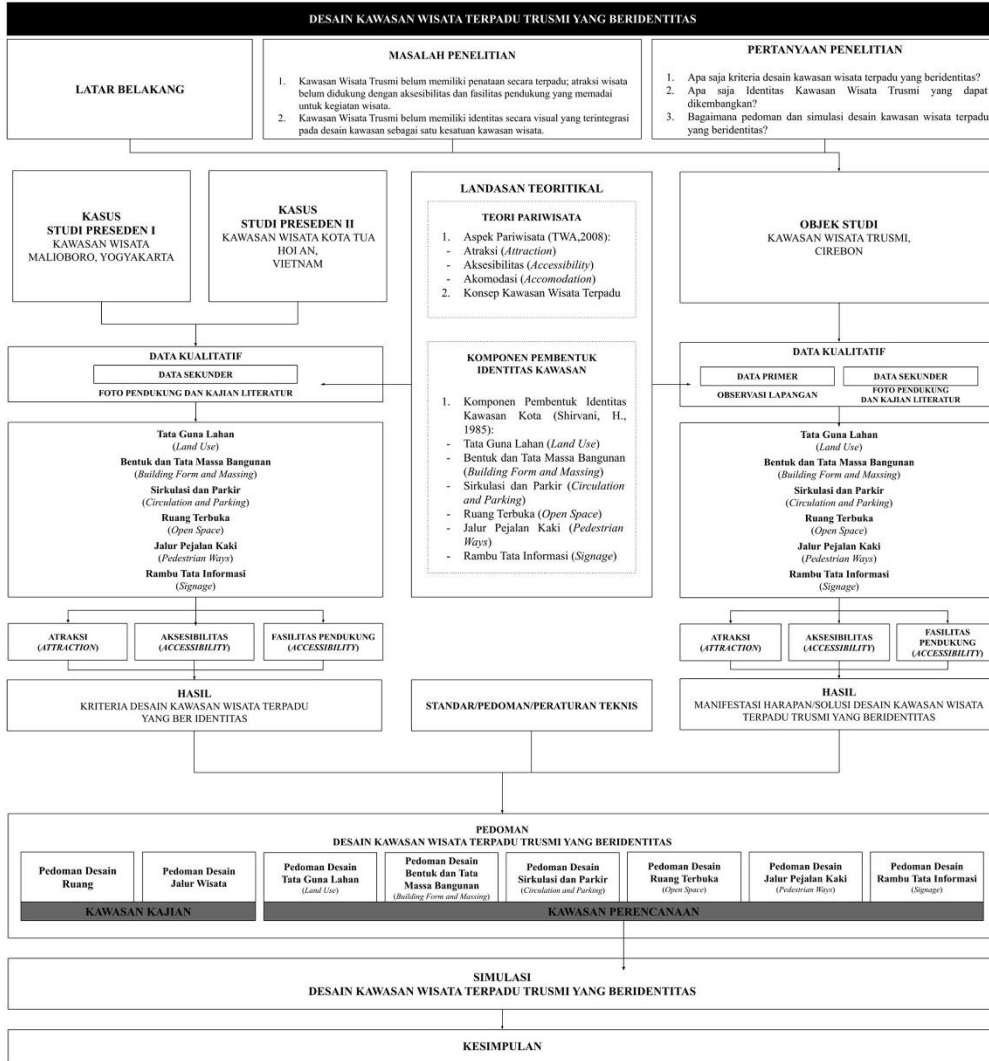 DESAIN KAWASAN WISATA TERPADU TRUSMI YANG BERIDENTITAS
LATAR BELAKANG
MASALAH PENELITIAN
1. Kawasan Wisata Trusmi belum memiliki penataan secara terpadu; atraksi wisata
belum didukung dengan aksesibilitas dan fasilitas pendukung yang memadai
untuk kegiatan wisata.
2. Kawasan Wisata Trusmi belum memiliki identitas secara visual yang terintegrasi
pada desain kawasan sebagai satu kesatuan kawasan wisata.
PERTANYAAN PENELITIAN
1. Apa saja kriteria desain kawasan wisata terpadu yang beridentitas?
2. Apa saja Identitas Kawasan Wisata Trusmi yang dapat
dikembangkan?
3. Bagaimana pedoman dan simulasi desain kawasan wisata terpadu
yang beridentitas?
KASUS
STUDI PRESEDEN I
KAWASAN WISATA
MALIOBORO, YOGYAKARTA
KASUS
STUDI PRESEDEN II
KAWASAN WISATA KOTA TUA
HOI AN,
VIETNAM
LANDASAN TEORITIKAL
TEORI PARIWISATA
1. Aspek Pariwisata (TWA,2008):
- Atraksi (Attraction)
- Aksesibilitas (Accessibility)
- Akomodasi (Accomodation)
2. Konsep Kawasan Wisata Terpadu
KOMPONEN PEMBENTUK
IDENTITAS KAWASAN
1. Komponen Pembentuk Identitas
Kawasan Kota (Shirvani, H.,
1985):
- Tata Guna Lahan (Land Use)
- Bentuk dan Tata Massa Bangunan
(Building Form and Massing)
- Sirkulasi dan Parkir (Circulation
and Parking)
- Ruang Terbuka (Open Space)
- Jalur Pejalan Kaki (Pedestrian
Ways)
- Rambu Tata Informasi (Signage)
OBJEK STUDI
KAWASAN WISATA TRUSMI,
CIREBON
DATA KUALITATIF
DATA SEKUNDER
FOTO PENDUKUNG DAN KAJIAN LITERATUR
DATA KUALITATIF
DATA PRIMER
OBSERVASI LAPANGAN
DATA SEKUNDER
FOTO PENDUKUNG
DAN KAJIAN LITERATUR
Tata Guna Lahan
(Land Use)
Bentuk dan Tata Massa Bangunan
(Building Form and Massing)
Sirkulasi dan Parkir
(Circulation and Parking)
Ruang Terbuka
(Open Space)
Jalur Pejalan Kaki
(Pedestrian Ways)
Rambu Tata Informasi
(Signage)
Tata Guna Lahan
(Land Use)
Bentuk dan Tata Massa Bangunan
(Building Form and Massing)
Sirkulasi dan Parkir
(Circulation and Parking)
Ruang Terbuka
(Open Space)
Jalur Pejalan Kaki
(Pedestrian Ways)
Rambu Tata Informasi
(Signage)
ATRAKSI
(ATTRACTION)
AKSESIBILITAS
(ACCESSIBILITY)
FASILITAS PENDUKUNG
(ACCESSIBILITY)
ATRAKSI
(ATTRACTION)
AKSESIBILITAS
(ACCESSIBILITY)
FASILITAS
PENDUKUNG
(ACCESSIBILITY)
HASIL
KRITERIA DESAIN KAWASAN WISATA TERPADU
YANG BER IDENTITAS
STANDAR/PEDOMAN/PERATURAN TEKNIS
HASIL
MANIFESTASI HARAPAN/SOLUSI DESAIN KAWASAN WISATA
TERPADU TRUSMI YANG BERIDENTITAS
PEDOMAN
DESAIN KAWASAN WISATA TERPADU TRUSMI YANG BERIDENTITAS
Pedoman Desain
Ruang
Pedoman Desain
Jalur Wisata
Pedoman Desain
Tata Guna Lahan
(Land Use)
Pedoman Desain
Bentuk dan Tata
Massa Bangunan
(Building Form and Massing)
Pedoman Desain
Sirkulasi dan Parkir
(Circulation and Parking)
Pedoman Desain
Ruang Terbuka
(Open Space)
Pedoman Desain
Jalur Pejalan Kaki
(Pedestrian Ways)
Pedoman Desain
Rambu Tata Informasi
(Signage)
KAWASAN KAJIAN
KAWASAN PERENCANAAN
SIMULASI
DESAIN KAWASAN WISATA TERPADU TRUSMI YANG BERIDENTITAS
KESIMPULAN